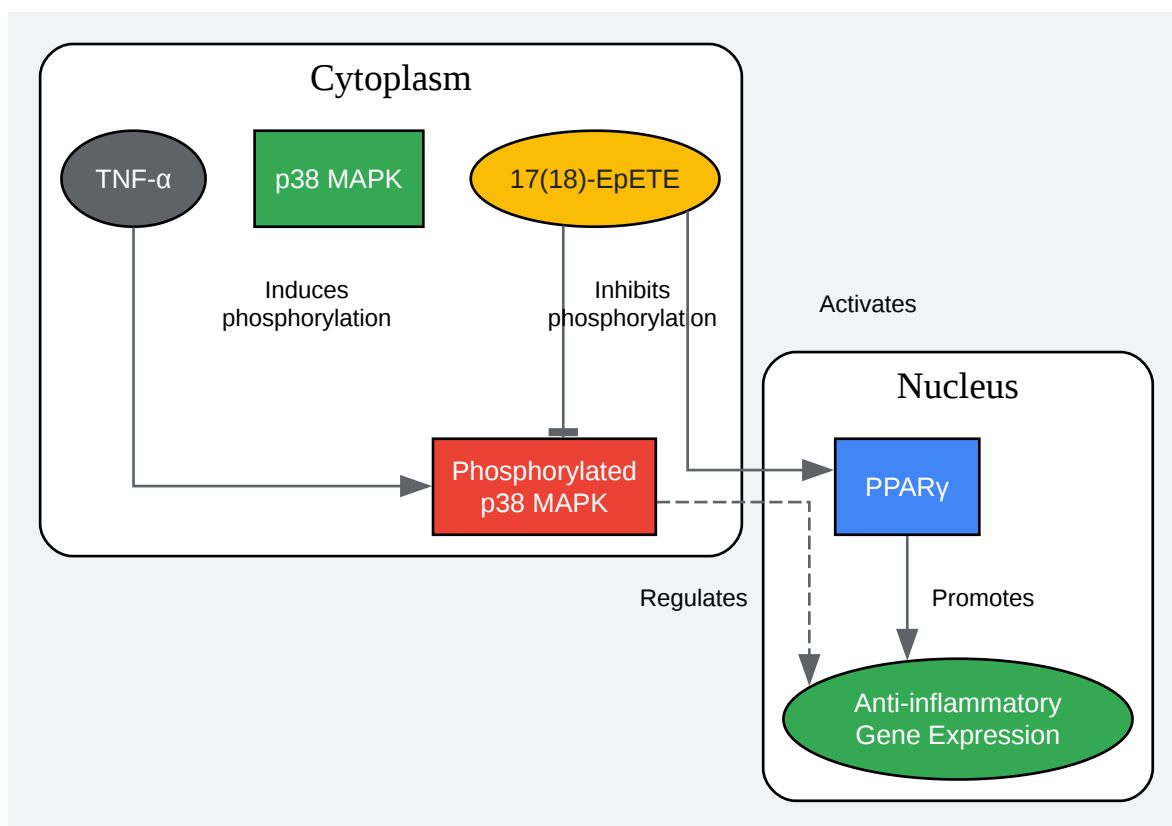 Cytoplasm
TNF-α
p38 MAPK
17(18)-EpETE
Induces
phosphorylation
Inhibits
phosphorylation
Activates
Nucleus
Phosphorylated
p38 MAPK
PPARγ
Regulates
Promotes
Anti-inflammatory
Gene Expression